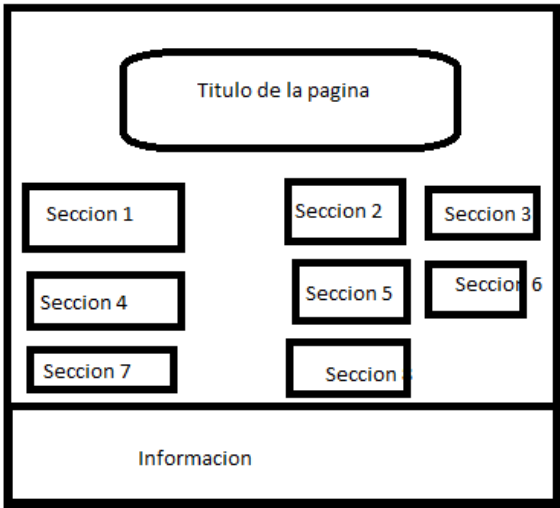 Titulo de la pagina
Seccion 1
Seccion 2
Seccion 3
Seccion 4
Seccion 5
Seccion 6
Seccion 7
Seccion 8
Informacion